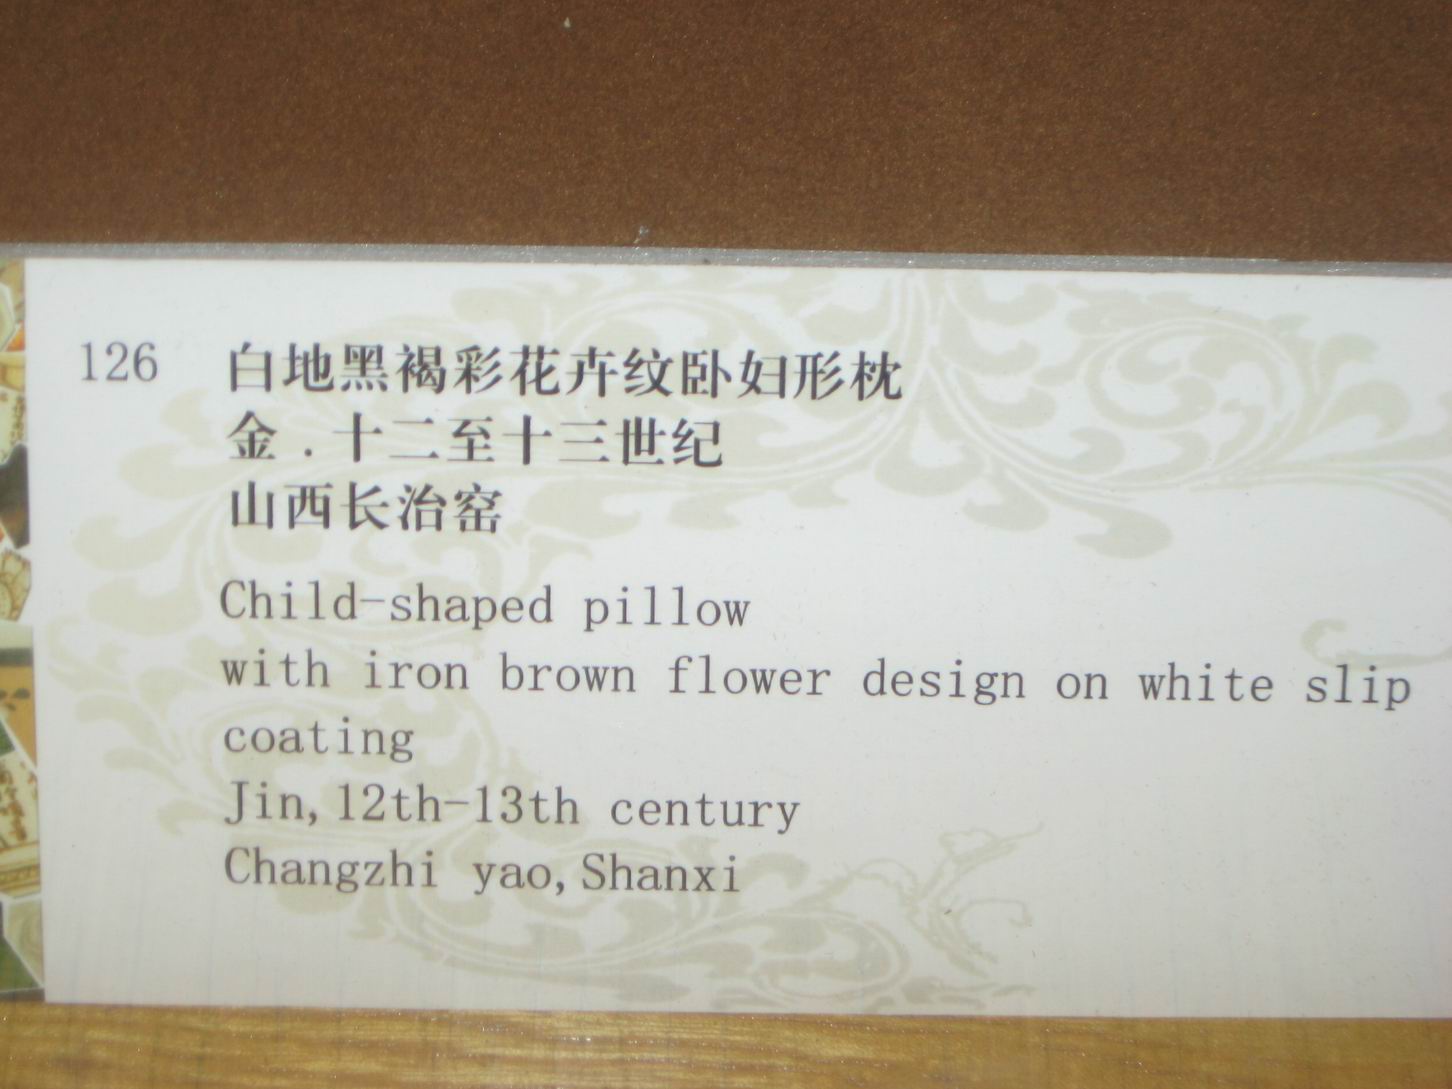 126 白地黑褐彩花卉纹卧妇形枕
金.十二至十三世纪
山西长治窑
Child-shaped pillow
with iron brown flower design on white slip
coating
Jin,12th-13th century
Changzhi yao,Shanxi